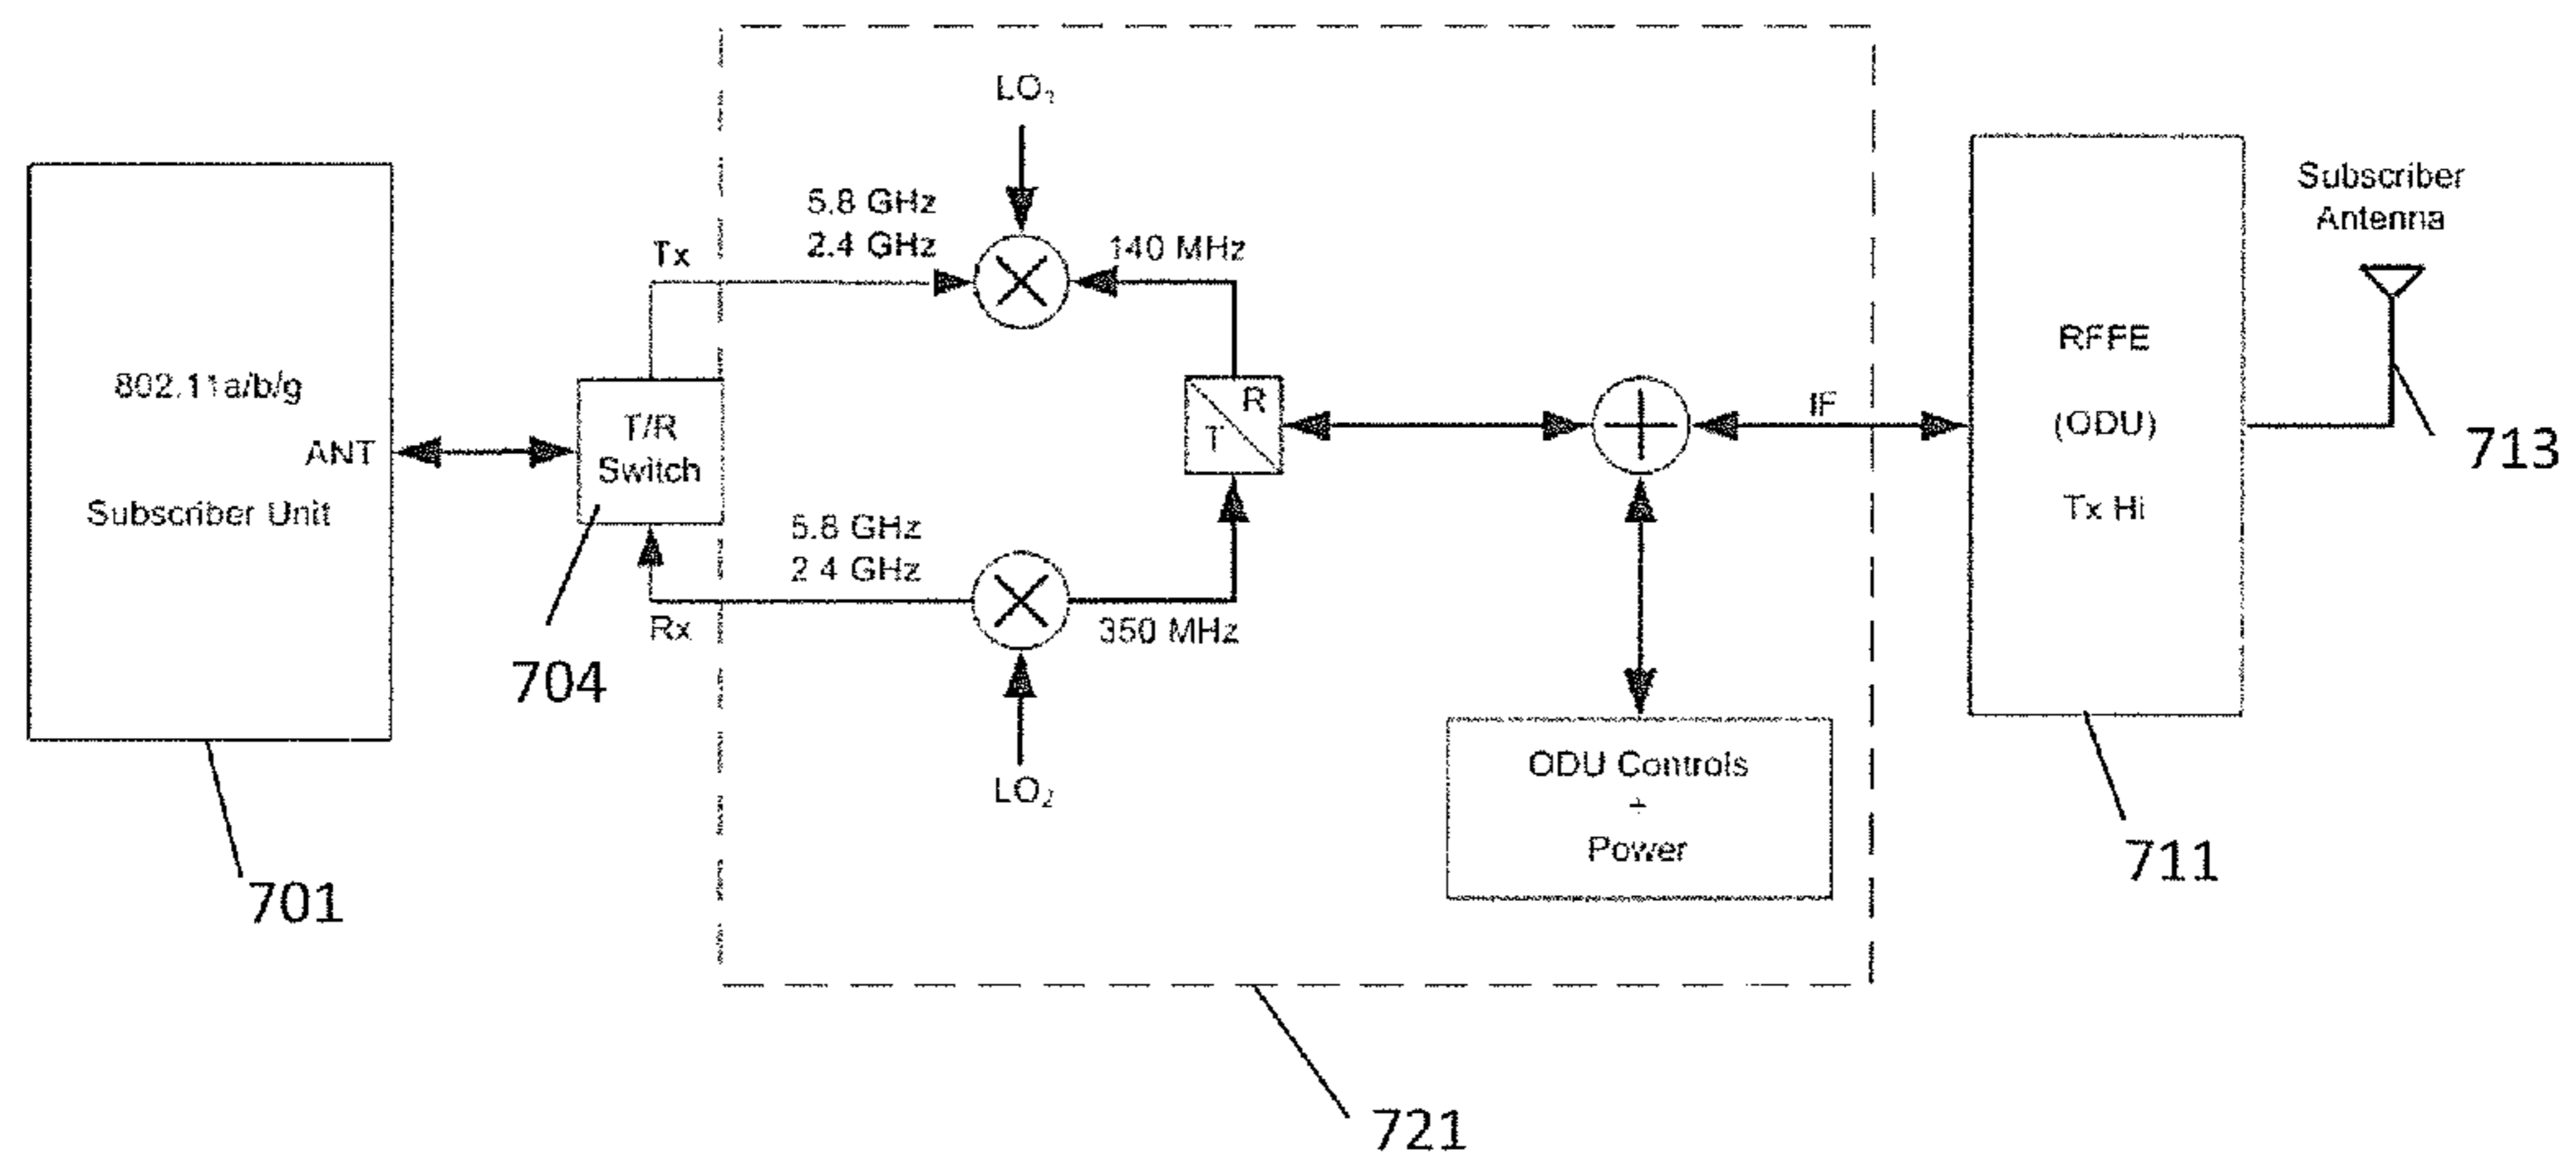 802.11a/b/g
ANT
Subscriber Unit
701
T/R
Switch
704
Tx
Rx
5.8 GHz
2.4 GHz
LO
140 MHz
5.8 GHz
2.4 GHz
350 MHz
LO₂
R
T
IF
ODU Controls
+
Power
721
RFFE
(ODU)
Tx Hi
711
Subscriber
Antenna
713